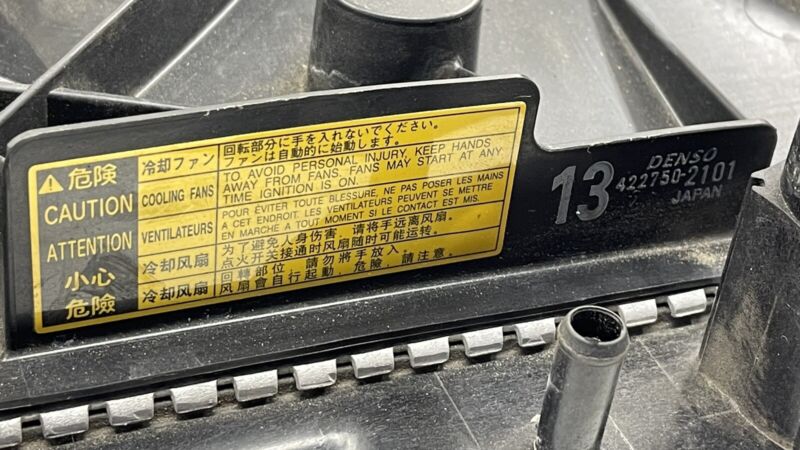 ⚠危険
冷却ファン
回転部分に手を入れないでください。
ファンは自動的に始動します。
CAUTION
COOLING FANS
TO AVOID PERSONAL INJURY, KEEP HANDS
AWAY FROM FANS. FANS MAY START AT ANY
TIME IGNITION IS ON.
ATTENTION
VENTILATEURS
POUR ÉVITER TOUTE BLESSURE, NE PAS POSER LES MAINS
A CET ENDROIT. LES VENTILATEURS PEUVENT SE METTRE
EN MARCHE A TOUT MOMENT SI LE CONTACT EST MIS.
小心
冷却风扇
为了避免人身伤害，请将手远离风扇。
点火开关接通时风扇随时可能运转。
危險
冷卻风扇
回轉部位，請勿將手放入。
风扇會自行起動，危險，請注意。
13
DENSO
422750-2101
JAPAN